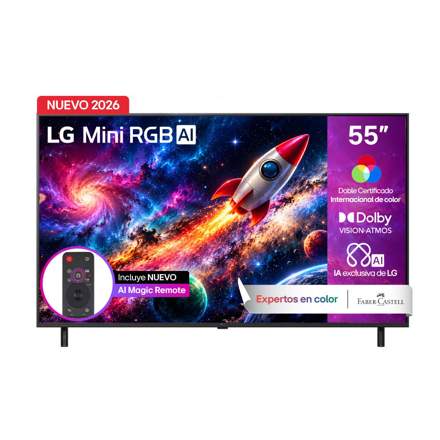 NUEVO 2026
LG Mini RGB AI
55”
Doble Certificado
Internacional de color
Dolby
VISION·ATMOS
AI
IA exclusiva de LG
Incluye NUEVO
AI Magic Remote
Expertos en color
FABER-CASTELL